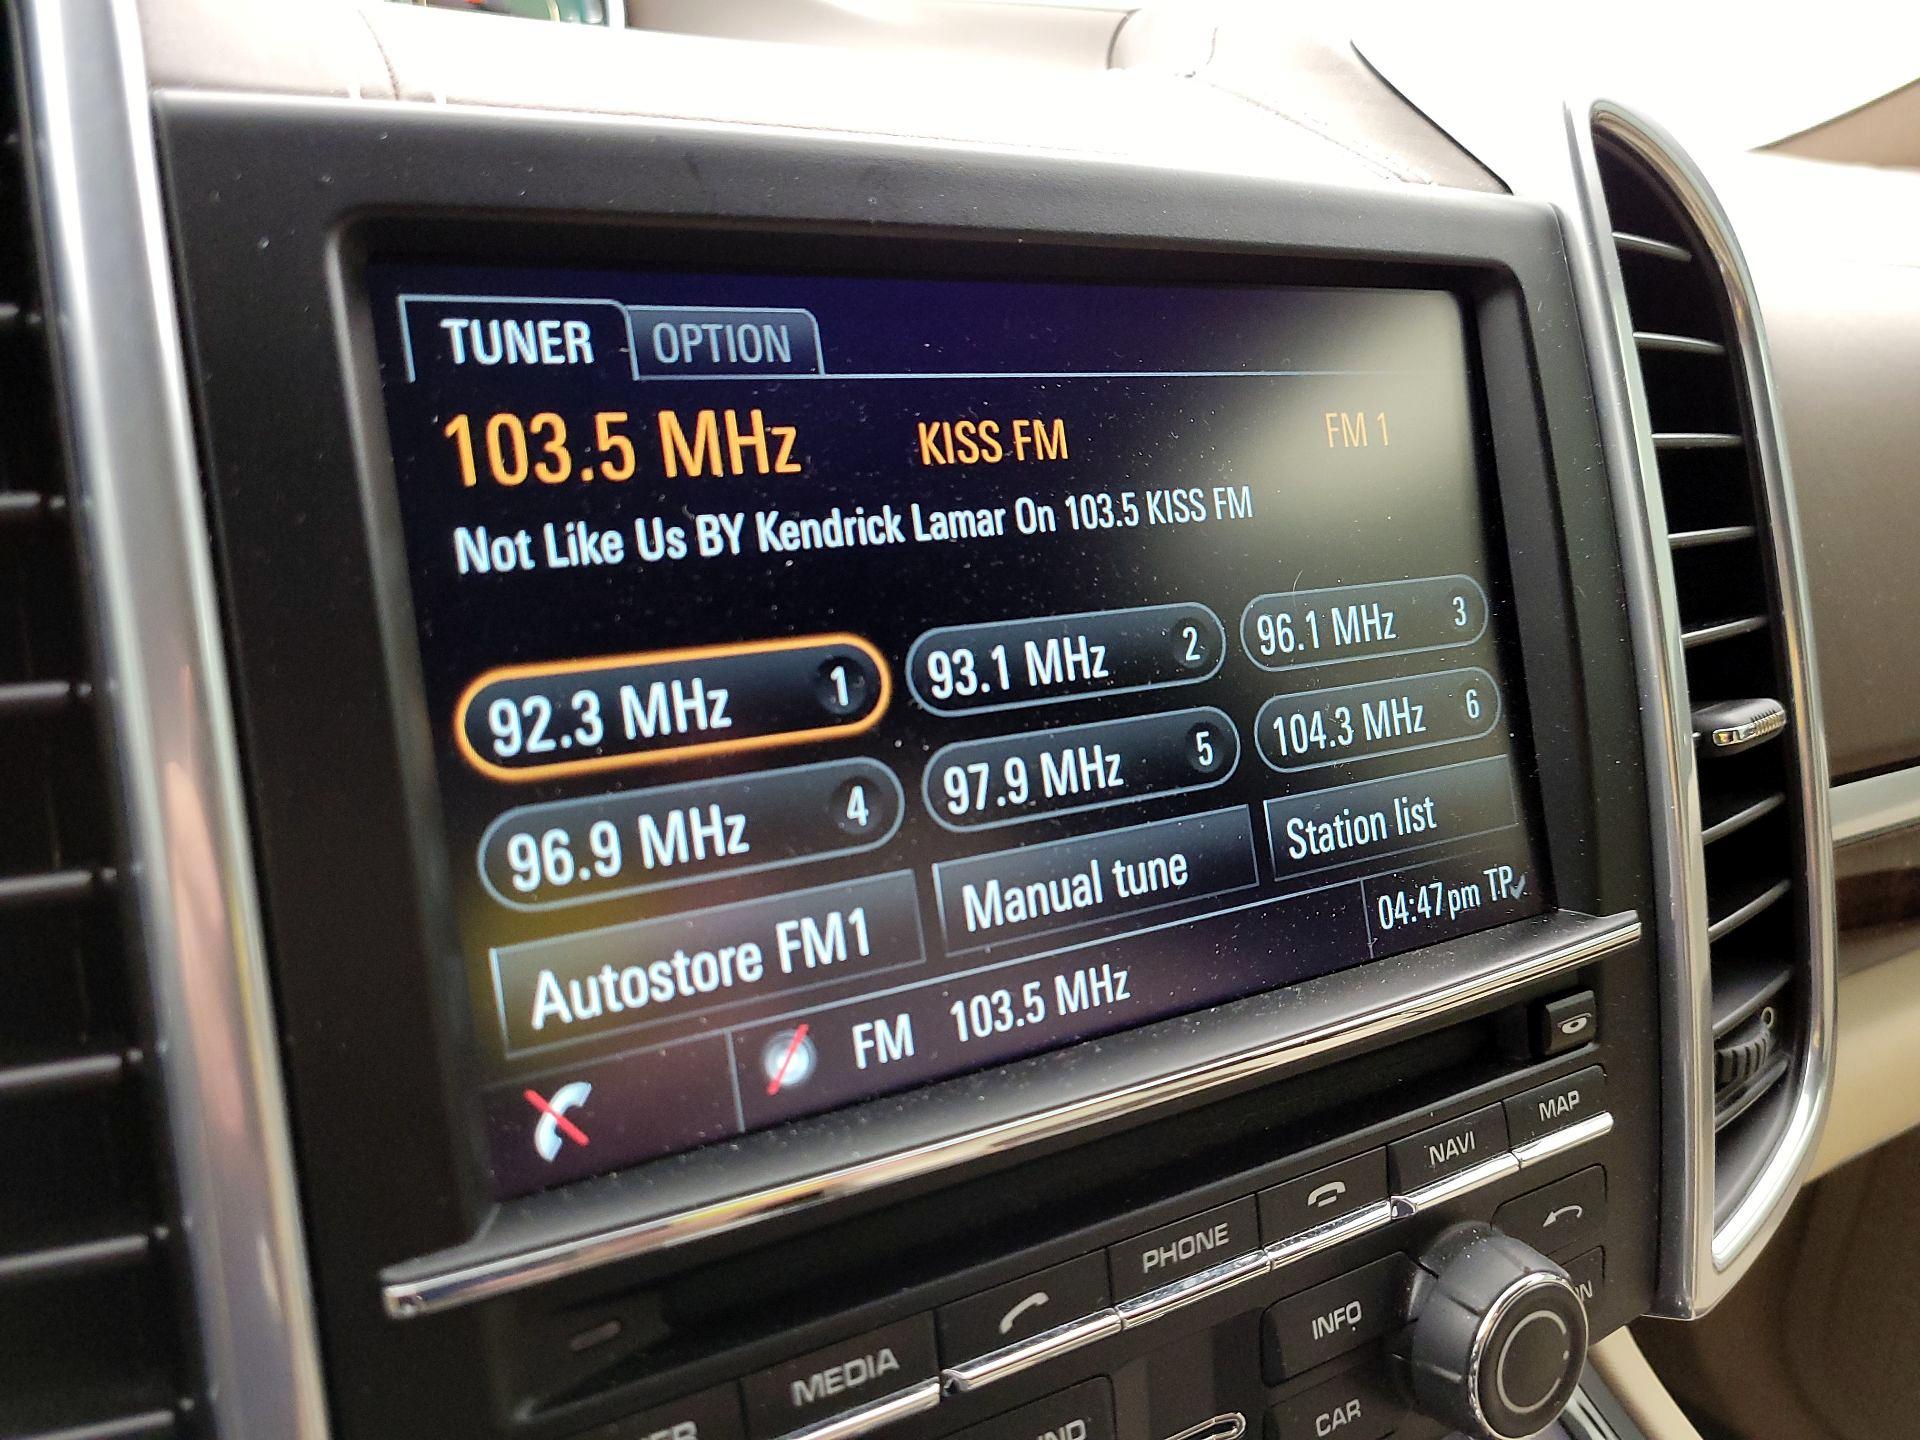 TUNER OPTION
103.5 MHz KISS FM FM 1
Not Like Us BY Kendrick Lamar On 103.5 KISS FM
92.3 MHz 1 93.1 MHz 2 96.1 MHz 3
96.9 MHz 4 97.9 MHz 5 104.3 MHz 6
Autostore FM1 Manual tune Station list
FM 103.5 MHz 04:47pm TP
MEDIA PHONE NAVI MAP
INFO
CAR